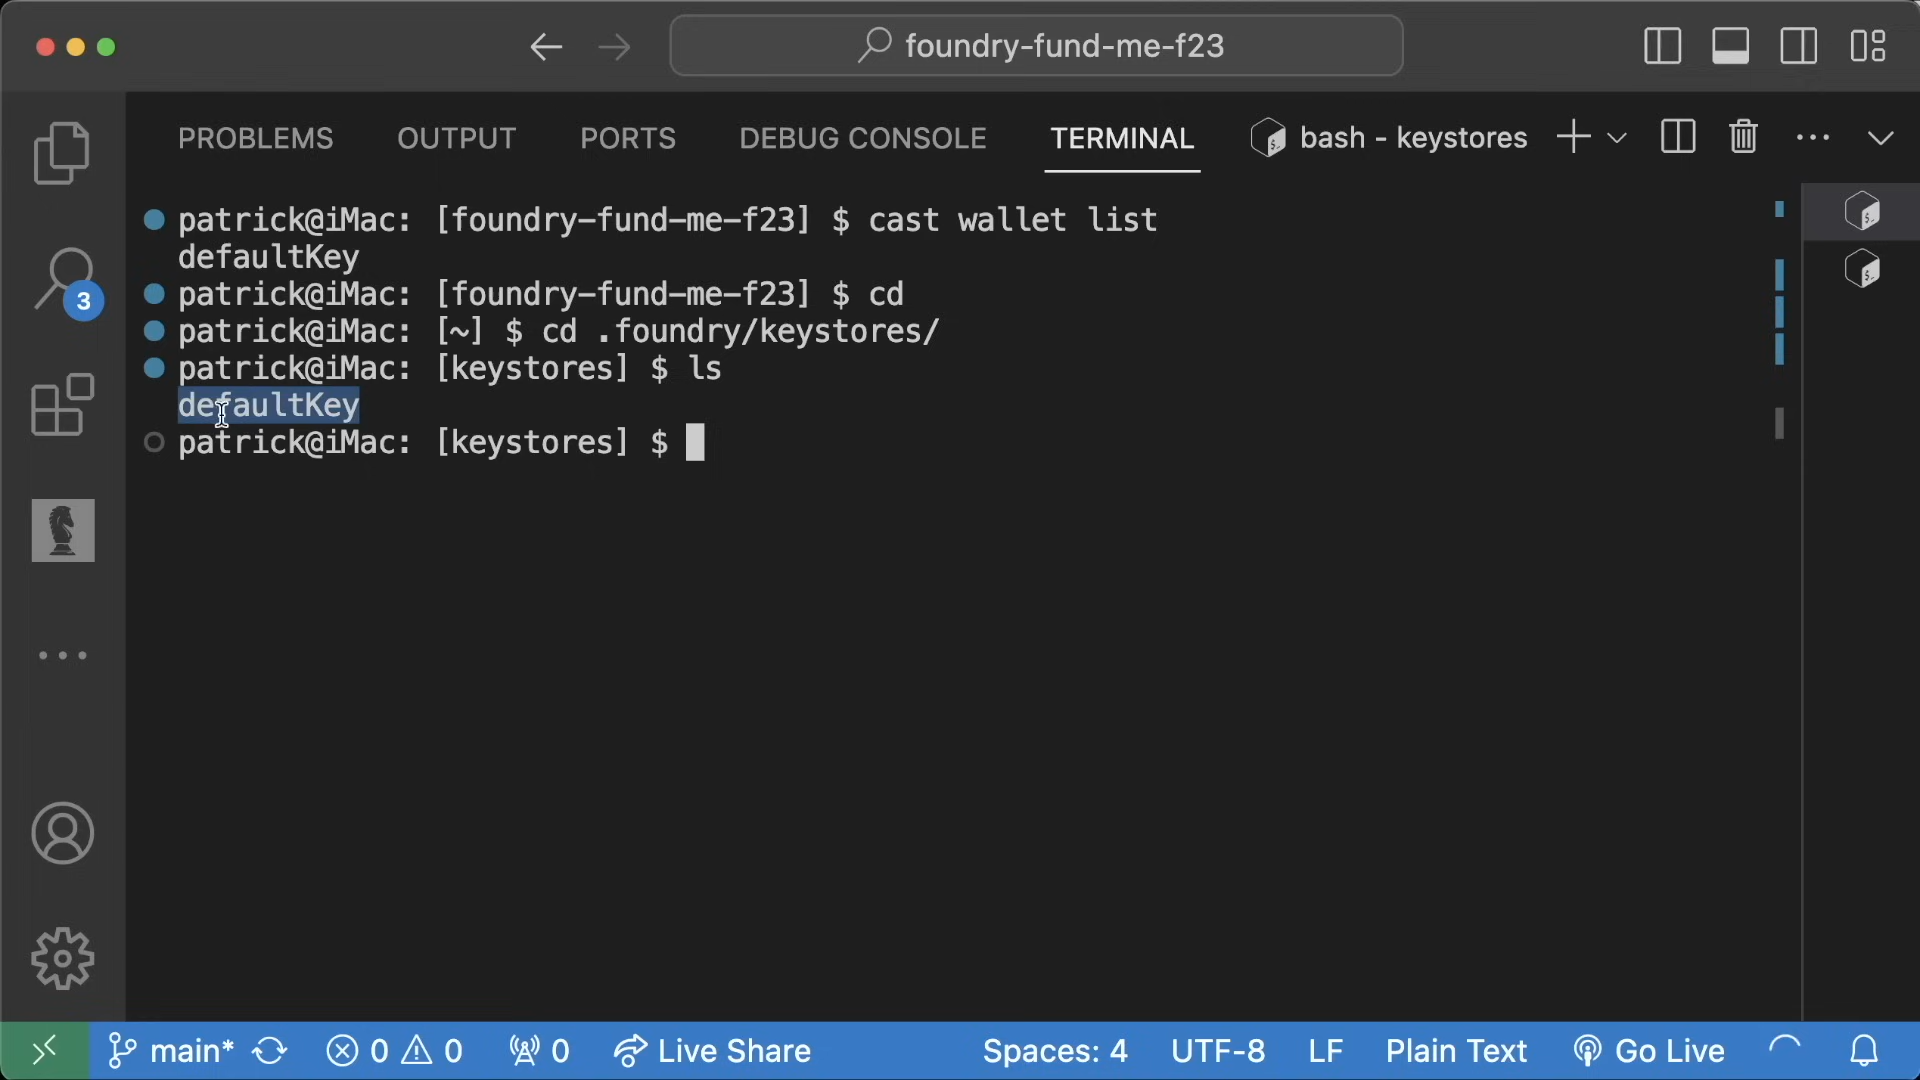 foundry-fund-me-f23
PROBLEMS OUTPUT PORTS DEBUG CONSOLE TERMINAL bash - keystores
patrick@iMac: [foundry-fund-me-f23] $ cast wallet list
defaultKey
patrick@iMac: [foundry-fund-me-f23] $ cd
patrick@iMac: [~] $ cd .foundry/keystores/
patrick@iMac: [keystores] $ ls
defaultKey
patrick@iMac: [keystores] $
3
main* 0 0 0 Live Share Spaces: 4 UTF-8 LF Plain Text Go Live